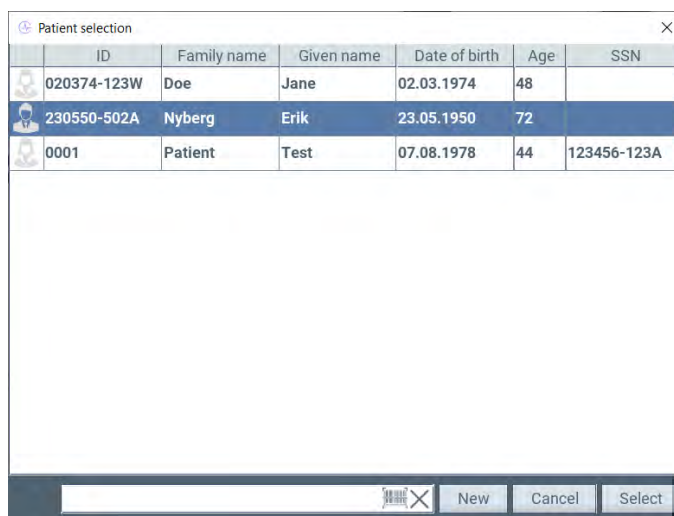 Patient selection
ID Family name Given name Date of birth Age SSN
020374-123W Doe Jane 02.03.1974 48
230550-502A Nyberg Erik 23.05.1950 72
0001 Patient Test 07.08.1978 44 123456-123A
New Cancel Select